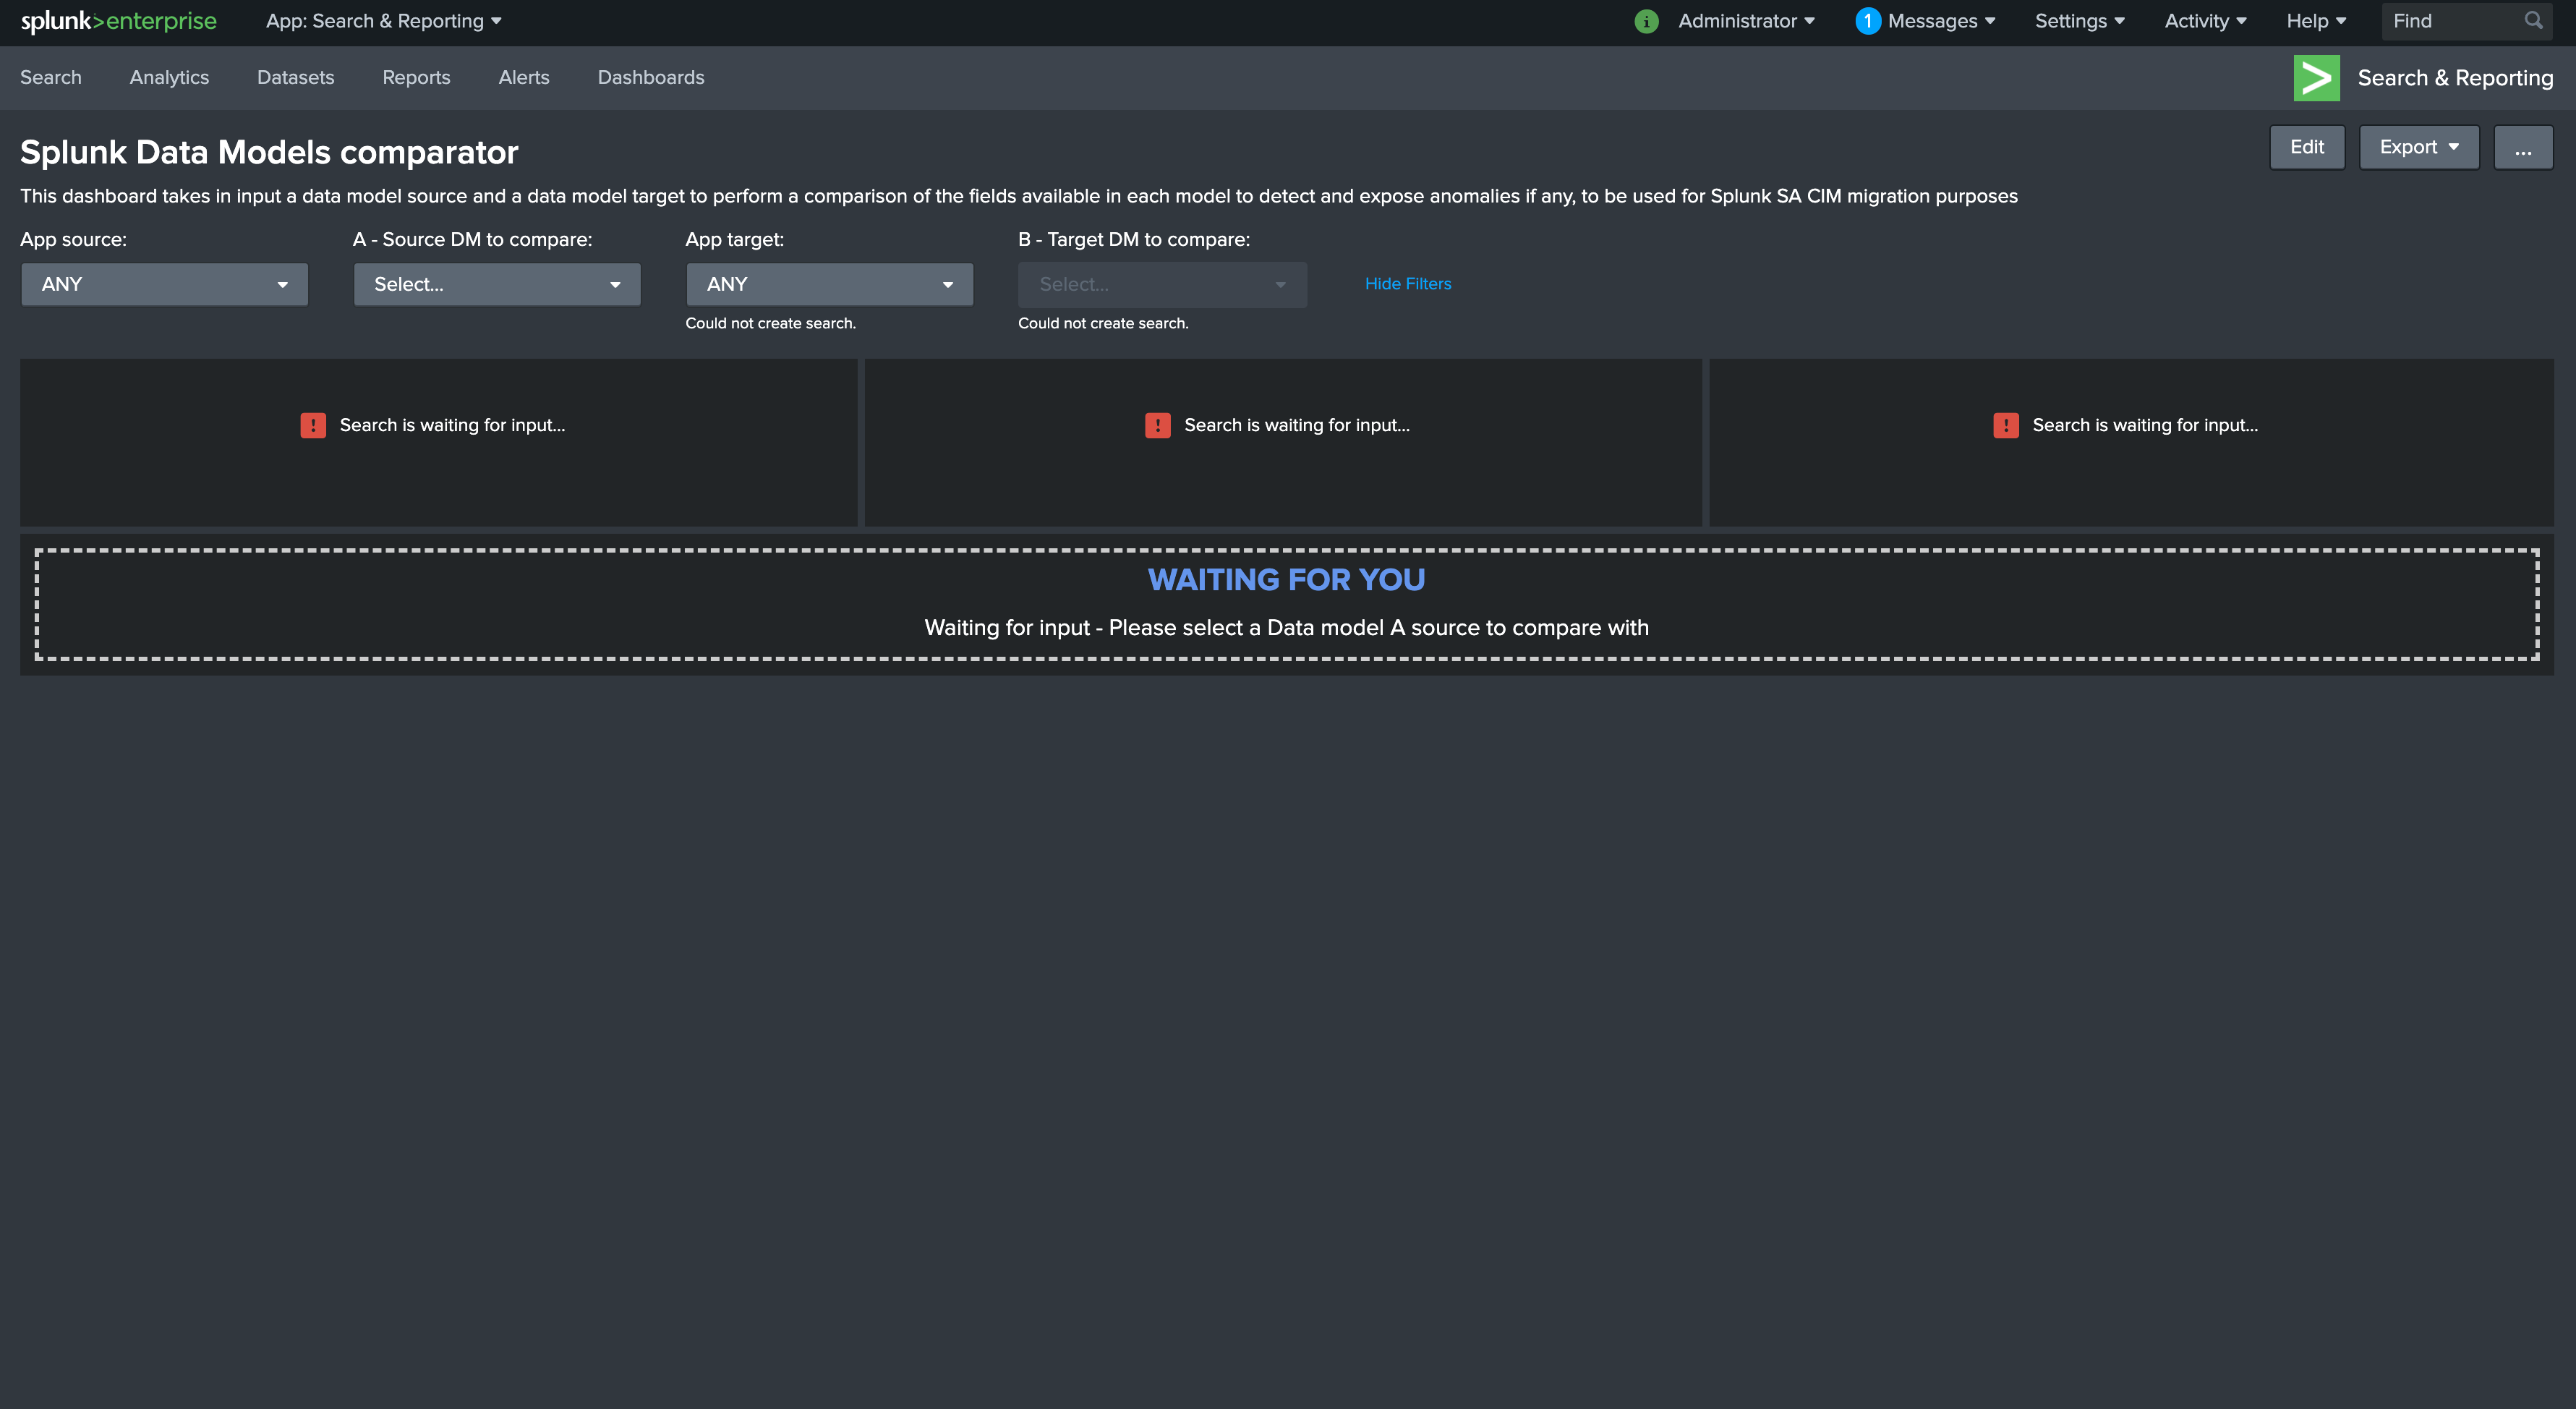 splunk>enterprise App: Search & Reporting i Administrator 1 Messages Settings Activity Help Find
Search Analytics Datasets Reports Alerts Dashboards > Search & Reporting
Splunk Data Models comparator Edit Export ...
This dashboard takes in input a data model source and a data model target to perform a comparison of the fields available in each model to detect and expose anomalies if any, to be used for Splunk SA CIM migration purposes
App source: A - Source DM to compare: App target: B - Target DM to compare:
ANY Select... ANY Select... Hide Filters
Could not create search. Could not create search.
! Search is waiting for input... ! Search is waiting for input... ! Search is waiting for input...
WAITING FOR YOU
Waiting for input - Please select a Data model A source to compare with